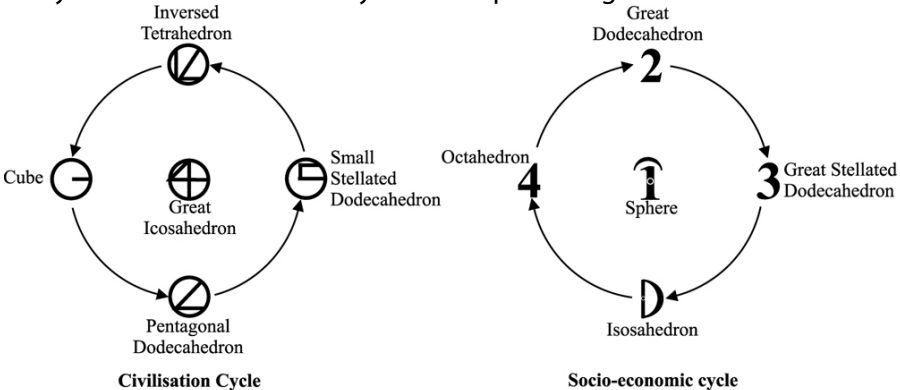 Inversed
Tetrahedron
Cube
Great
Icosahedron
Small
Stellated
Dodecahedron
Pentagonal
Dodecahedron
Civilisation Cycle
Great
Dodecahedron
2
Octahedron
4
1
Sphere
3
Great Stellated
Dodecahedron
Isosahedron
Socio-economic cycle